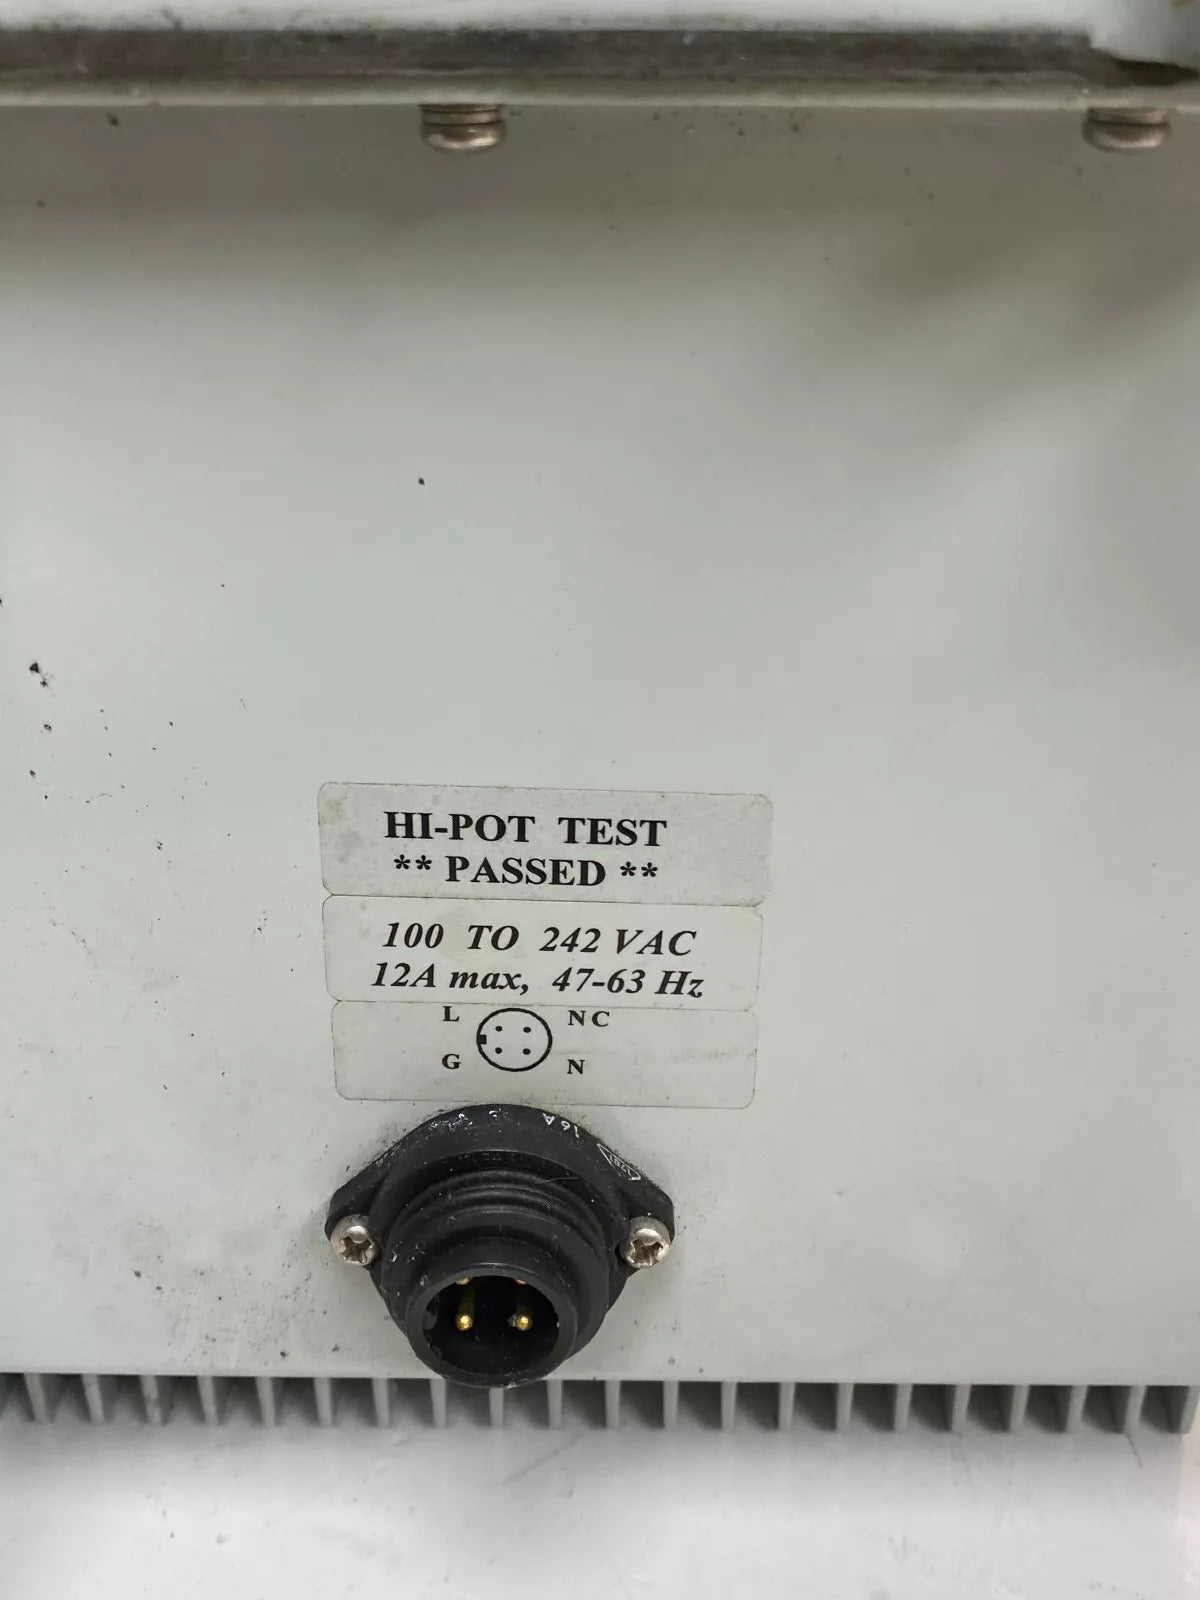 HI-POT TEST
** PASSED **
100 TO 242 VAC
12A max, 47-63 Hz
L NC
G N
16A